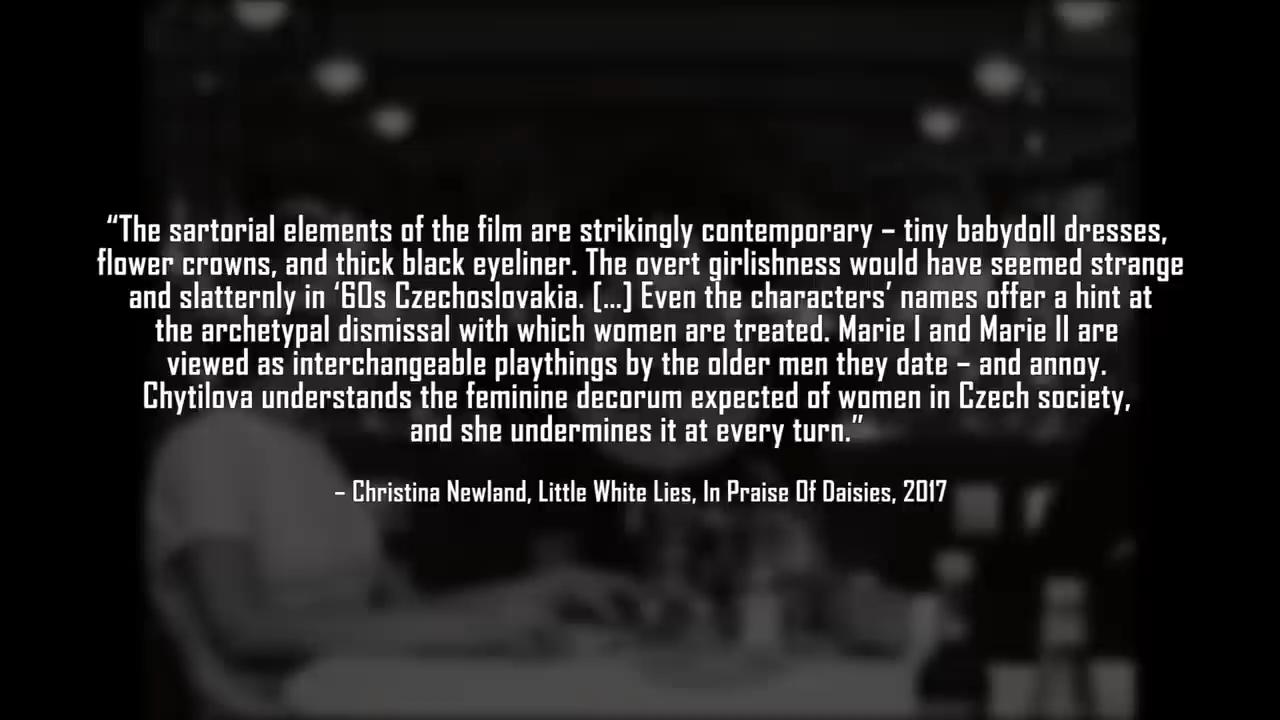 “The sartorial elements of the film are strikingly contemporary – tiny babydoll dresses,
flower crowns, and thick black eyeliner. The overt girlishness would have seemed strange
and slatternly in ‘60s Czechoslovakia. [...] Even the characters’ names offer a hint at
the archetypal dismissal with which women are treated. Marie I and Marie II are
viewed as interchangeable playthings by the older men they date – and annoy.
Chytilova understands the feminine decorum expected of women in Czech society,
and she undermines it at every turn.”
– Christina Newland, Little White Lies, In Praise Of Daisies, 2017